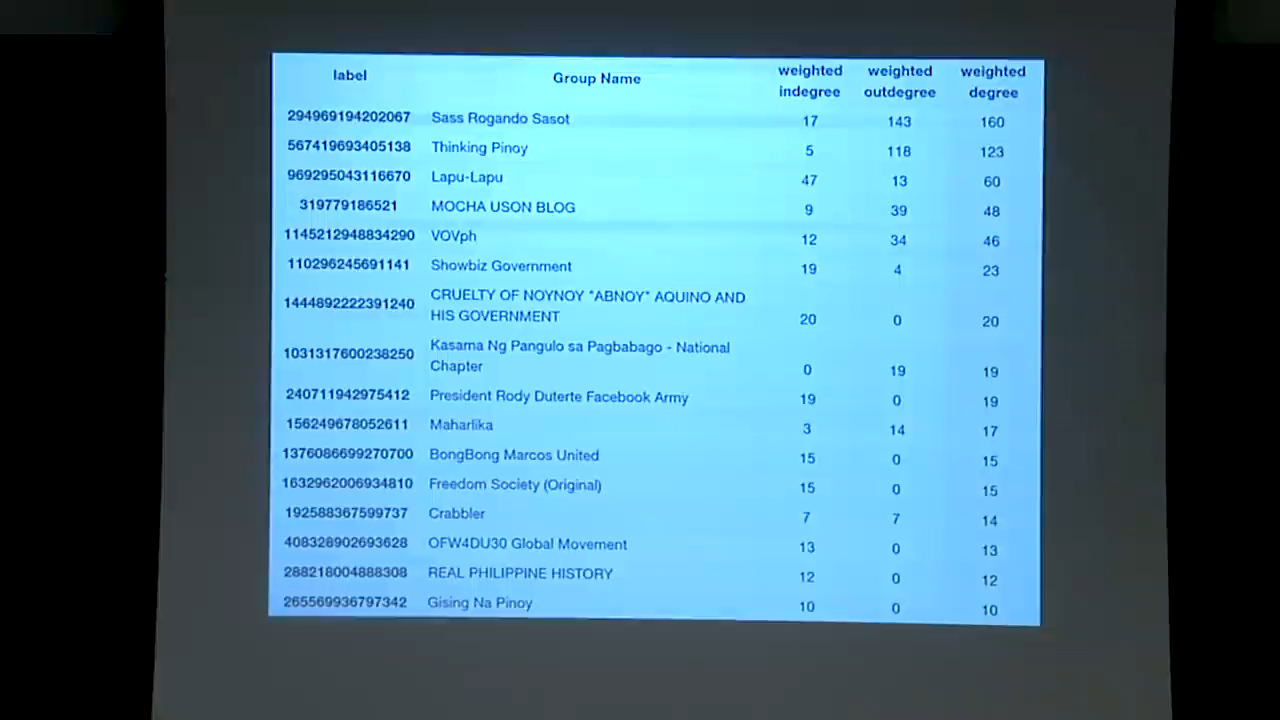 label Group Name weighted indegree weighted outdegree weighted degree
294969194202067 Sass Rogando Sasot 17 143 160
567419693405138 Thinking Pinoy 5 118 123
969295043116670 Lapu-Lapu 47 13 60
319779186521 MOCHA USON BLOG 9 39 48
1145212948834290 VOVph 12 34 46
110296245691141 Showbiz Government 19 4 23
1444892222391240 CRUELTY OF NOYNOY "ABNOY" AQUINO AND
HIS GOVERNMENT 20 0 20
1031317600238250 Kasama Ng Pangulo sa Pagbabago - National
Chapter 0 19 19
240711942975412 President Rody Duterte Facebook Army 19 0 19
156249678052611 Maharlika 3 14 17
1376086699270700 BongBong Marcos United 15 0 15
1632962006934810 Freedom Society (Original) 15 0 15
192588367599737 Crabbler 7 7 14
408328902693628 OFW4DU30 Global Movement 13 0 13
288218004888308 REAL PHILIPPINE HISTORY 12 0 12
265569936797342 Gising Na Pinoy 10 0 10